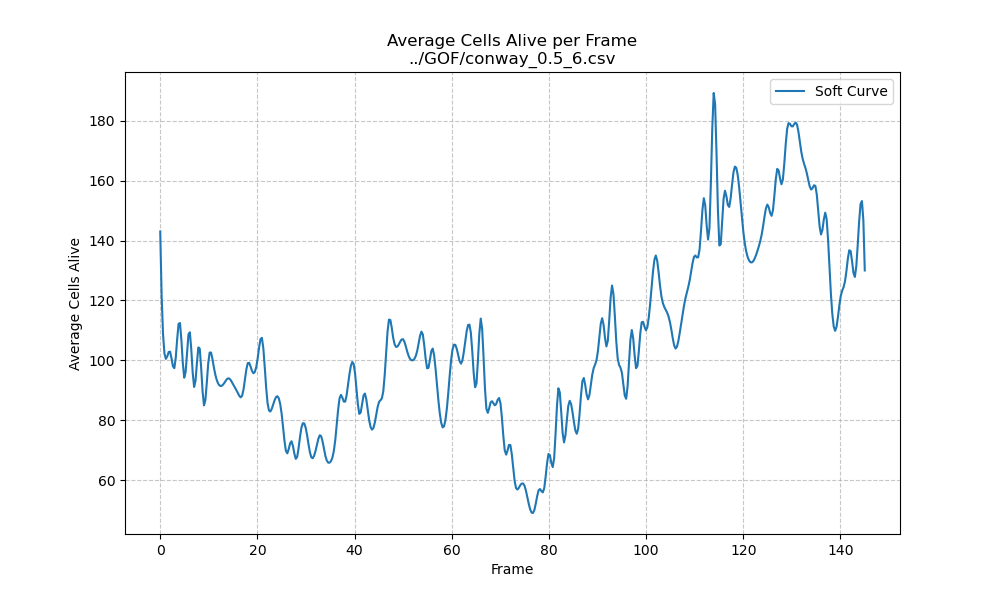 Average Cells Alive per Frame
../GOF/conway_0.5_6.csv
Soft Curve
Average Cells Alive
180
160
140
120
100
80
60
0 20 40 60 80 100 120 140
Frame